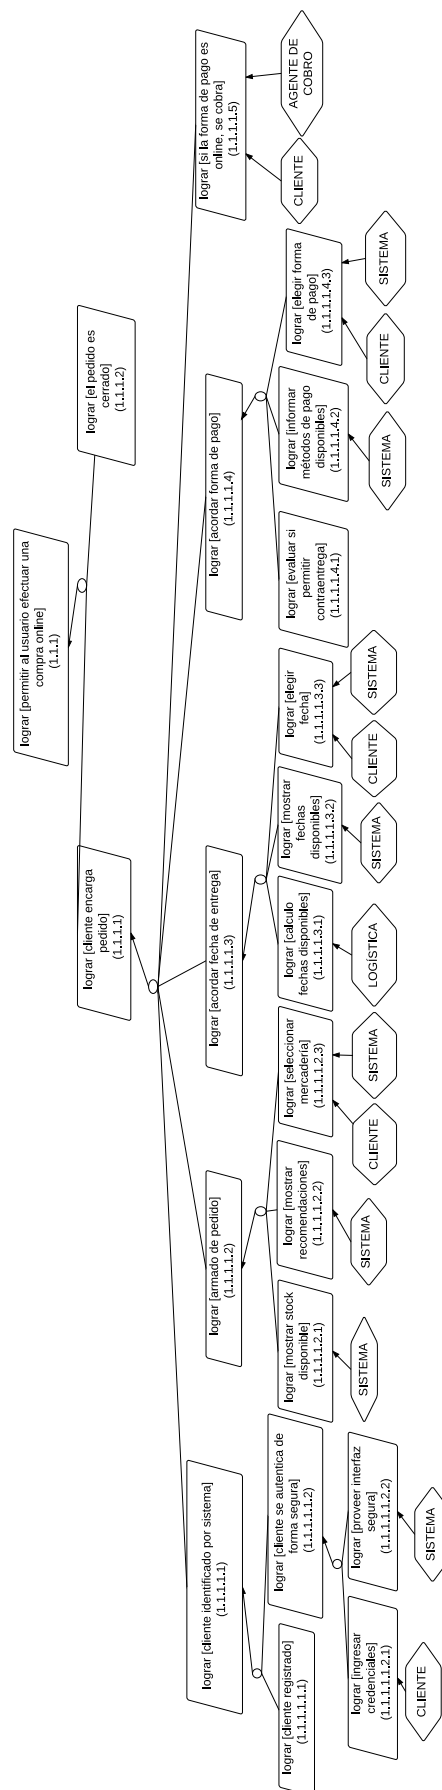 lograr [permitir al usuario efectuar una
compra online]
(1.1.1)
lograr [cliente encarga
pedido]
(1.1.1.1)
lograr [el pedido es
cerrado]
(1.1.1.2)
lograr [cliente identificado por sistema]
(1.1.1.1.1)
lograr [armado de pedido]
(1.1.1.1.2)
lograr [acordar fecha de entrega]
(1.1.1.1.3)
lograr [acordar forma de pago]
(1.1.1.1.4)
lograr [si la forma de pago es
online, se cobra]
(1.1.1.1.5)
CLIENTE
AGENTE DE
COBRO
lograr [cliente registrado]
(1.1.1.1.1.1)
lograr [cliente se autentica de
forma segura]
(1.1.1.1.1.2)
lograr [mostrar stock
disponible]
(1.1.1.1.2.1)
lograr [mostrar
recomendaciones]
(1.1.1.1.2.2)
lograr [seleccionar
mercadería]
(1.1.1.1.2.3)
lograr [calculo
fechas disponibles]
(1.1.1.1.3.1)
lograr [mostrar
fechas
disponibles]
(1.1.1.1.3.2)
lograr [elegir
fecha]
(1.1.1.1.3.3)
lograr [evaluar si
permitir
contraentrega]
(1.1.1.1.4.1)
lograr [informar
métodos de pago
disponibles]
(1.1.1.1.4.2)
lograr [elegir forma
de pago]
(1.1.1.1.4.3)
lograr [ingresar
credenciales]
(1.1.1.1.1.2.1)
lograr [proveer interfaz
segura]
(1.1.1.1.1.2.2)
SISTEMA
SISTEMA
CLIENTE
SISTEMA
LOGÍSTICA
SISTEMA
CLIENTE
SISTEMA
SISTEMA
CLIENTE
SISTEMA
CLIENTE
SISTEMA